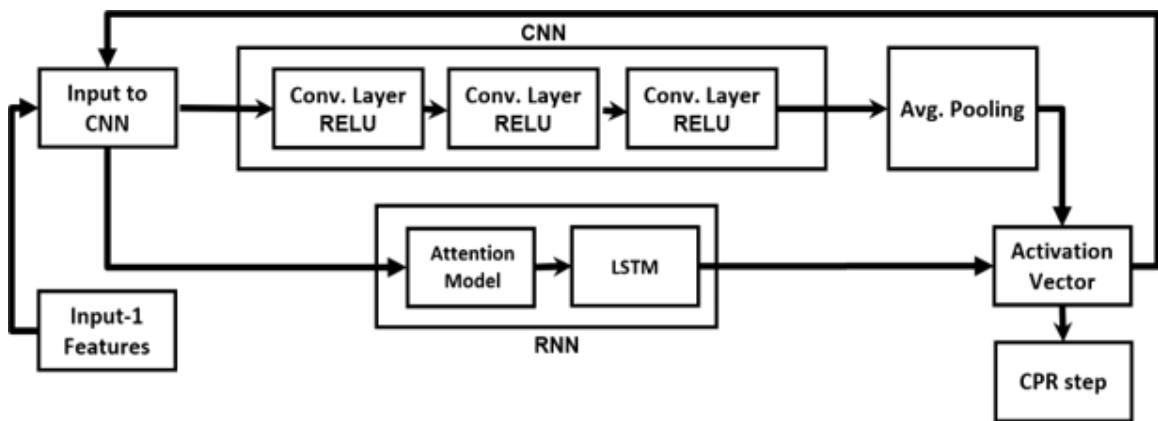 CNN
Input to
CNN
Conv. Layer
RELU
Conv. Layer
RELU
Conv. Layer
RELU
Avg. Pooling
Attention
Model
LSTM
Activation
Vector
Input-1
Features
RNN
CPR step